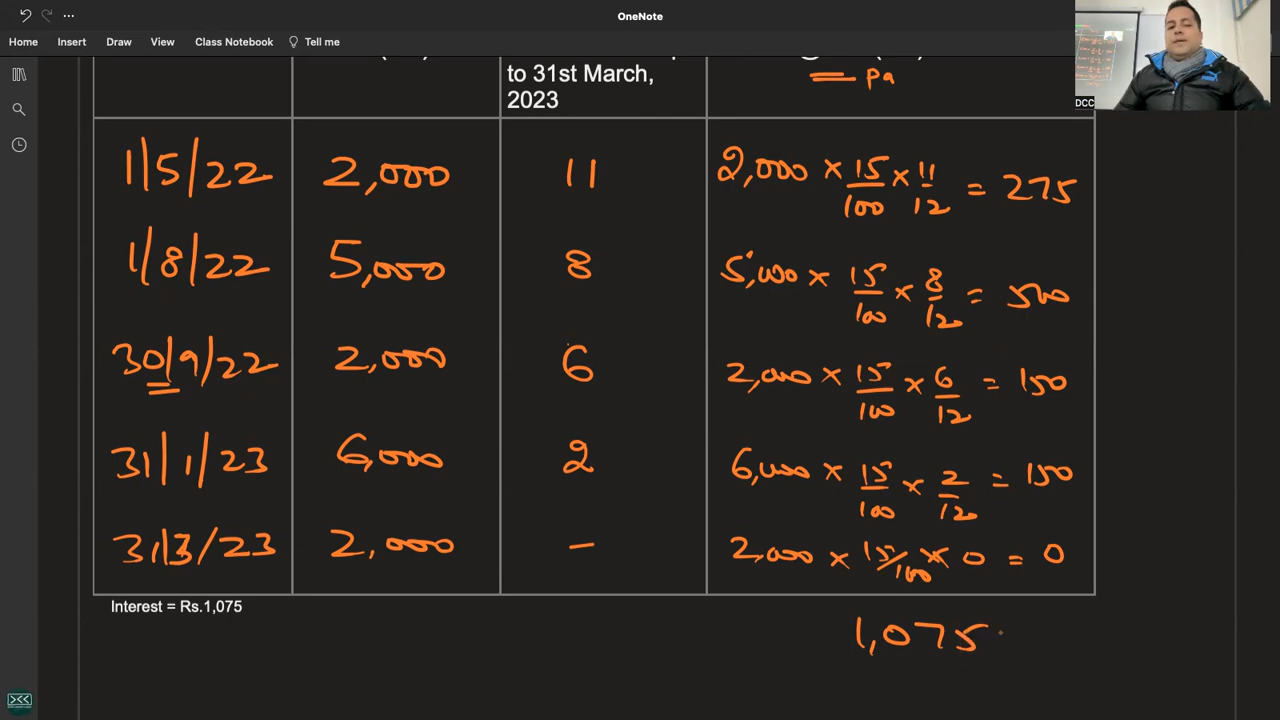 OneNote
Home Insert Draw View Class Notebook Tell me
DCC
to 31st March,
2023
pa
1/5/22 2,000 11 2,000 × 15/100 × 11/12 = 275
1/8/22 5,000 8 5,000 × 15/100 × 8/12 = 500
30/9/22 2,000 6 2,000 × 15/100 × 6/12 = 150
31/1/23 6,000 2 6,000 × 15/100 × 2/12 = 150
31/3/23 2,000 – 2,000 × 15/100 × 0 = 0
Interest = Rs.1,075
1,075